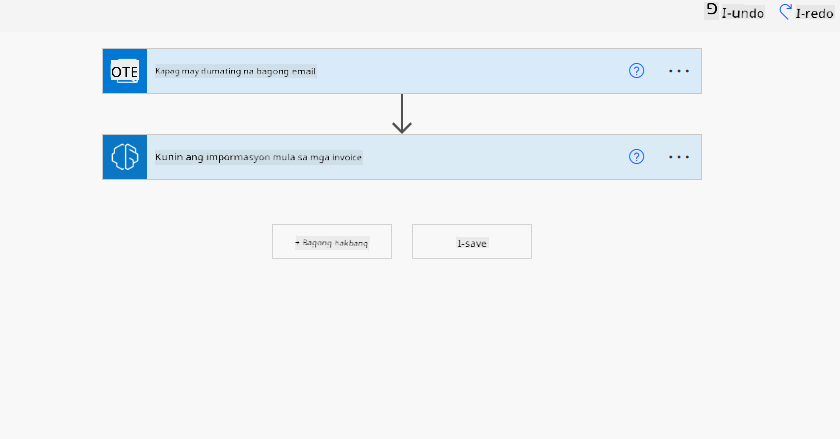 I-undo
I-redo
OTE
Kapag may dumating na bagong email
Kunin ang impormasyon mula sa mga invoice
+ Bagong hakbang
I-save